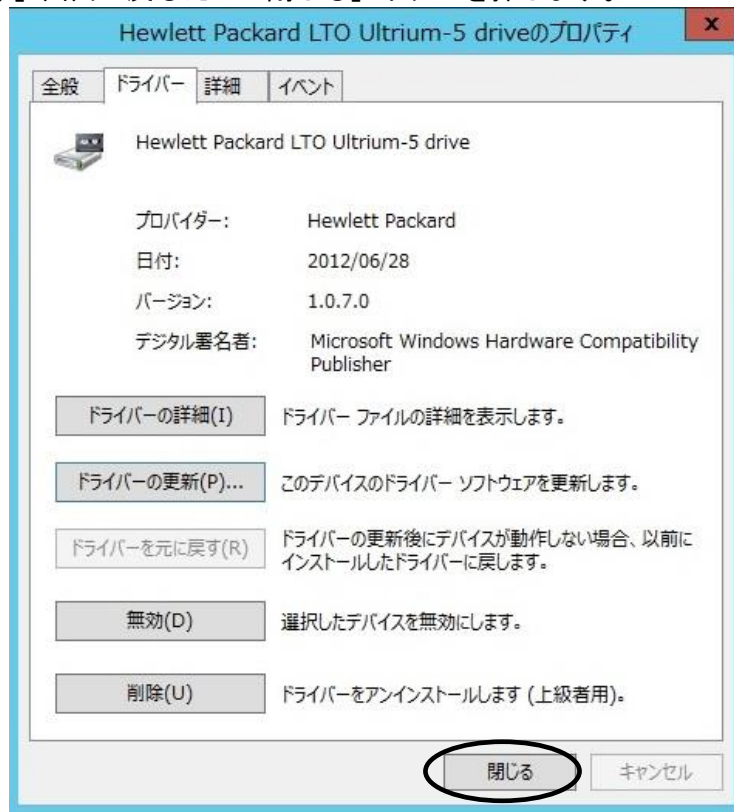 Hewlett Packard LTO Ultrium-5 driveのプロパティ
x
全般 ドライバー 詳細 イベント
Hewlett Packard LTO Ultrium-5 drive
プロバイダー: Hewlett Packard
日付: 2012/06/28
バージョン: 1.0.7.0
デジタル署名者: Microsoft Windows Hardware Compatibility
Publisher
ドライバーの詳細(I) ドライバー ファイルの詳細を表示します。
ドライバーの更新(P)... このデバイスのドライバー ソフトウェアを更新します。
ドライバーを元に戻す(R) ドライバーの更新後にデバイスが動作しない場合、以前に
インストールしたドライバーに戻します。
無効(D) 選択したデバイスを無効にします。
削除(U) ドライバーをアンインストールします (上級者用)。
閉じる キャンセル